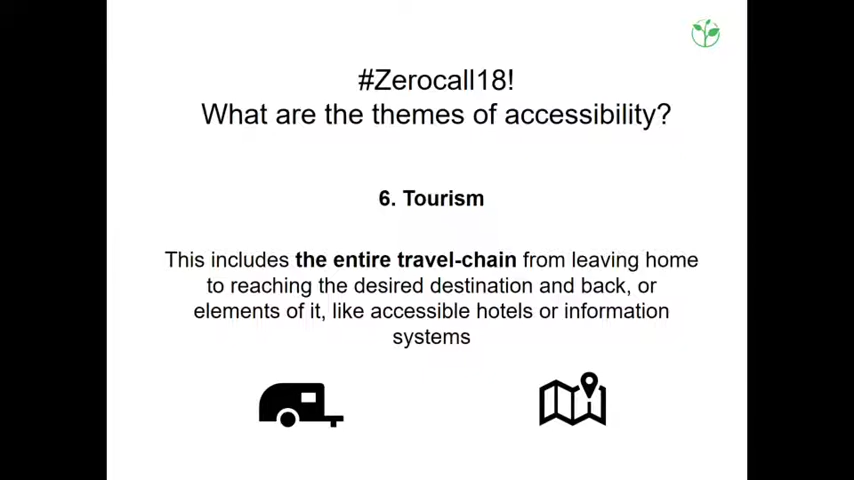 #Zerocall18!
What are the themes of accessibility?
6. Tourism
This includes the entire travel-chain from leaving home
to reaching the desired destination and back, or
elements of it, like accessible hotels or information
systems